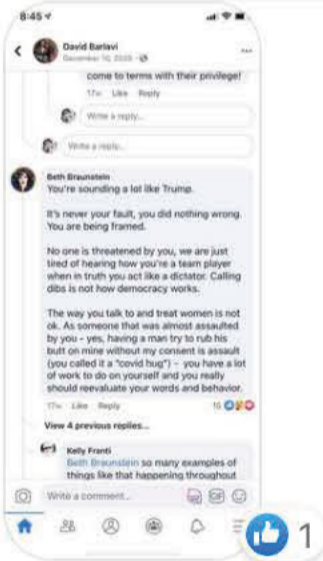 8:45
David Barlavi
December 10, 2020
come to terms with their privilege!
17w Like Reply
Write a reply...
Write a reply...
Beth Braunstein
You're sounding a lot like Trump.
It's never your fault, you did nothing wrong.
You are being framed.
No one is threatened by you, we are just
tired of hearing how you're a team player
when in truth you act like a dictator. Calling
dibs is not how democracy works.
The way you talk to and treat women is not
ok. As someone that was almost assaulted
by you - yes, having a man try to rub his
butt on mine without my consent is assault
(you called it a "covid hug") - you have a lot
of work to do on yourself and you really
should reevaluate your words and behavior.
17w Like Reply
View 4 previous replies...
Kelly Franti
Beth Braunstein so many examples of
things like that happening throughout
Write a comment...
GIF
1